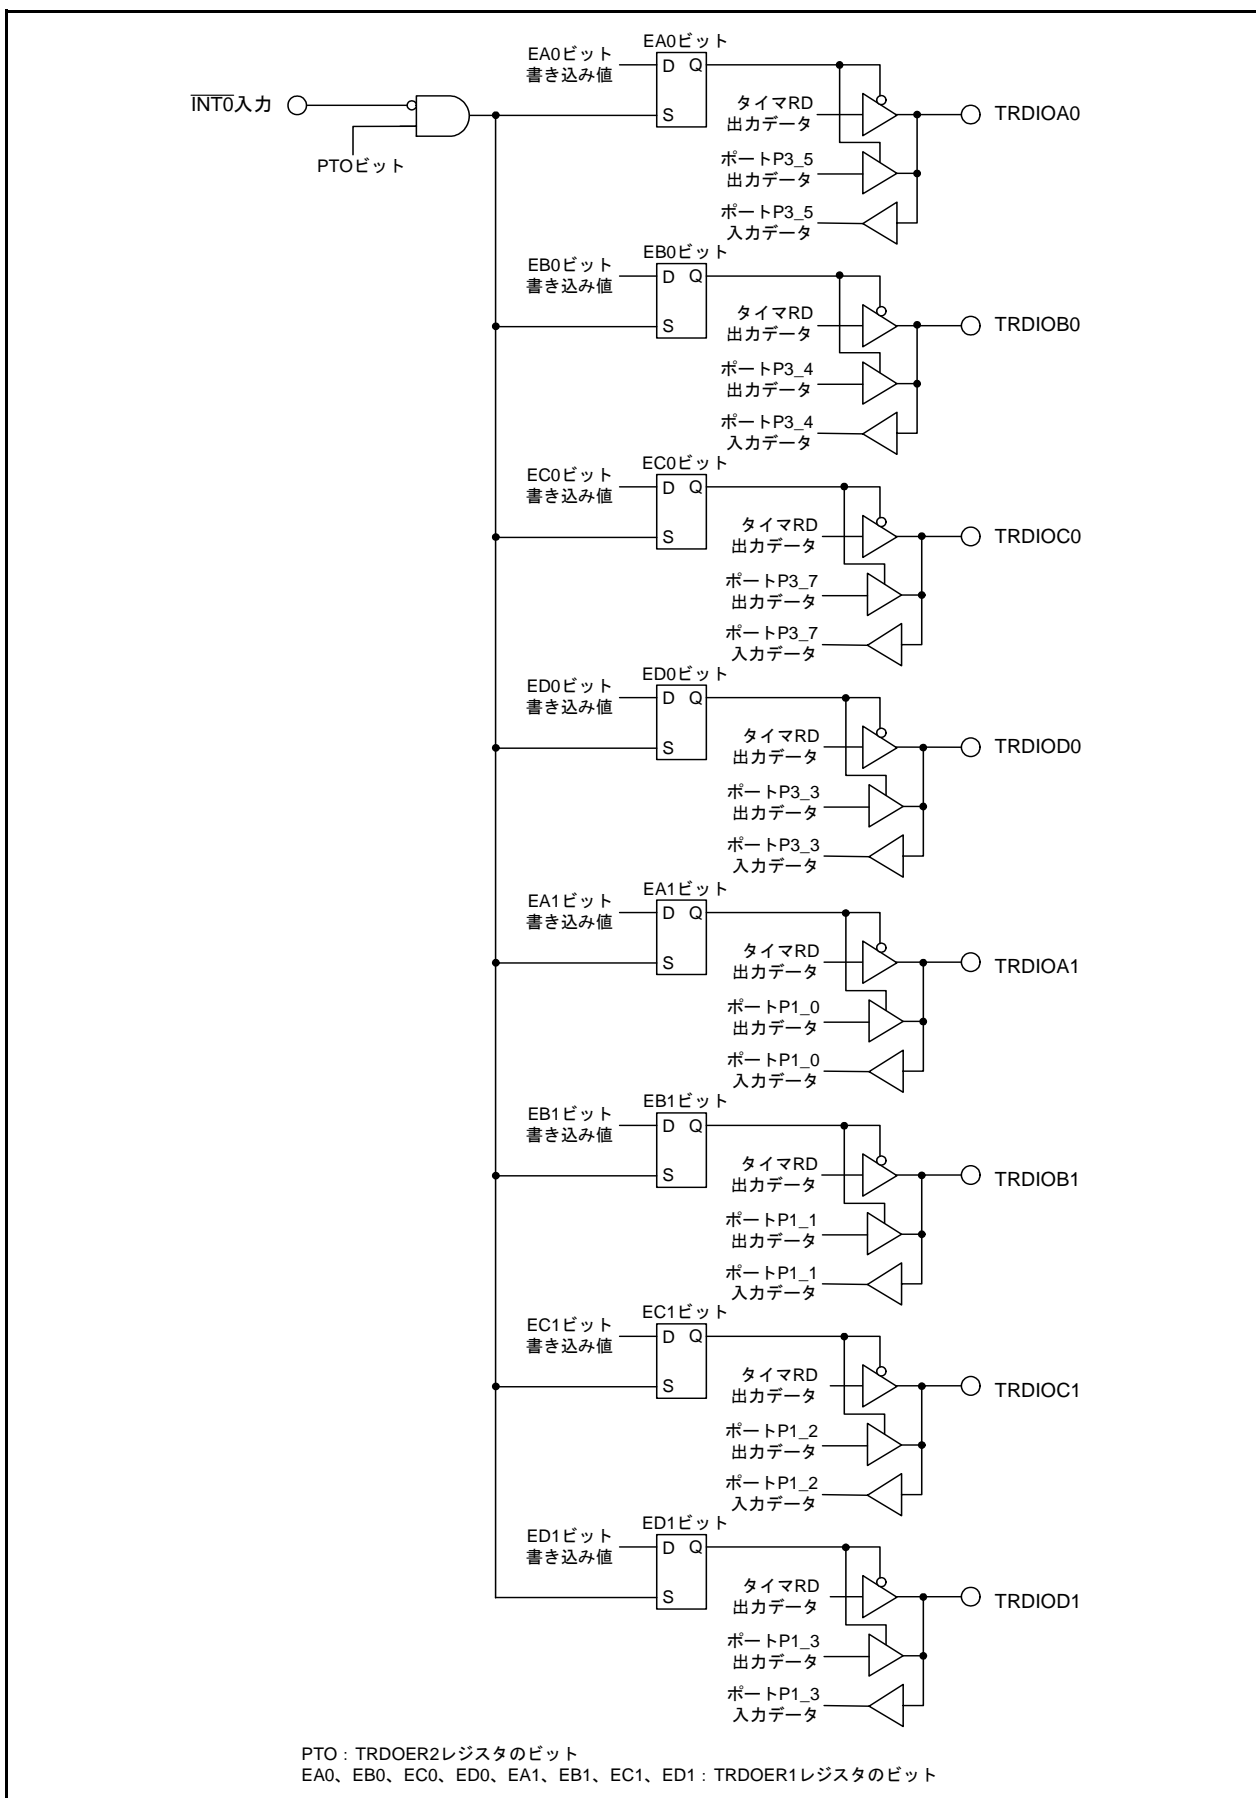 INT0入力
PTOビット
EA0ビット
書き込み値
EA0ビット
D Q
S
タイマRD
出力データ
ポートP3_5
出力データ
ポートP3_5
入力データ
TRDIOA0
EB0ビット
書き込み値
EB0ビット
D Q
S
タイマRD
出力データ
ポートP3_4
出力データ
ポートP3_4
入力データ
TRDIOB0
EC0ビット
書き込み値
EC0ビット
D Q
S
タイマRD
出力データ
ポートP3_7
出力データ
ポートP3_7
入力データ
TRDIOC0
ED0ビット
書き込み値
ED0ビット
D Q
S
タイマRD
出力データ
ポートP3_3
出力データ
ポートP3_3
入力データ
TRDIOD0
EA1ビット
書き込み値
EA1ビット
D Q
S
タイマRD
出力データ
ポートP1_0
出力データ
ポートP1_0
入力データ
TRDIOA1
EB1ビット
書き込み値
EB1ビット
D Q
S
タイマRD
出力データ
ポートP1_1
出力データ
ポートP1_1
入力データ
TRDIOB1
EC1ビット
書き込み値
EC1ビット
D Q
S
タイマRD
出力データ
ポートP1_2
出力データ
ポートP1_2
入力データ
TRDIOC1
ED1ビット
書き込み値
ED1ビット
D Q
S
タイマRD
出力データ
ポートP1_3
出力データ
ポートP1_3
入力データ
TRDIOD1
PTO：TRDOER2レジスタのビット
EA0、EB0、EC0、ED0、EA1、EB1、EC1、ED1：TRDOER1レジスタのビット